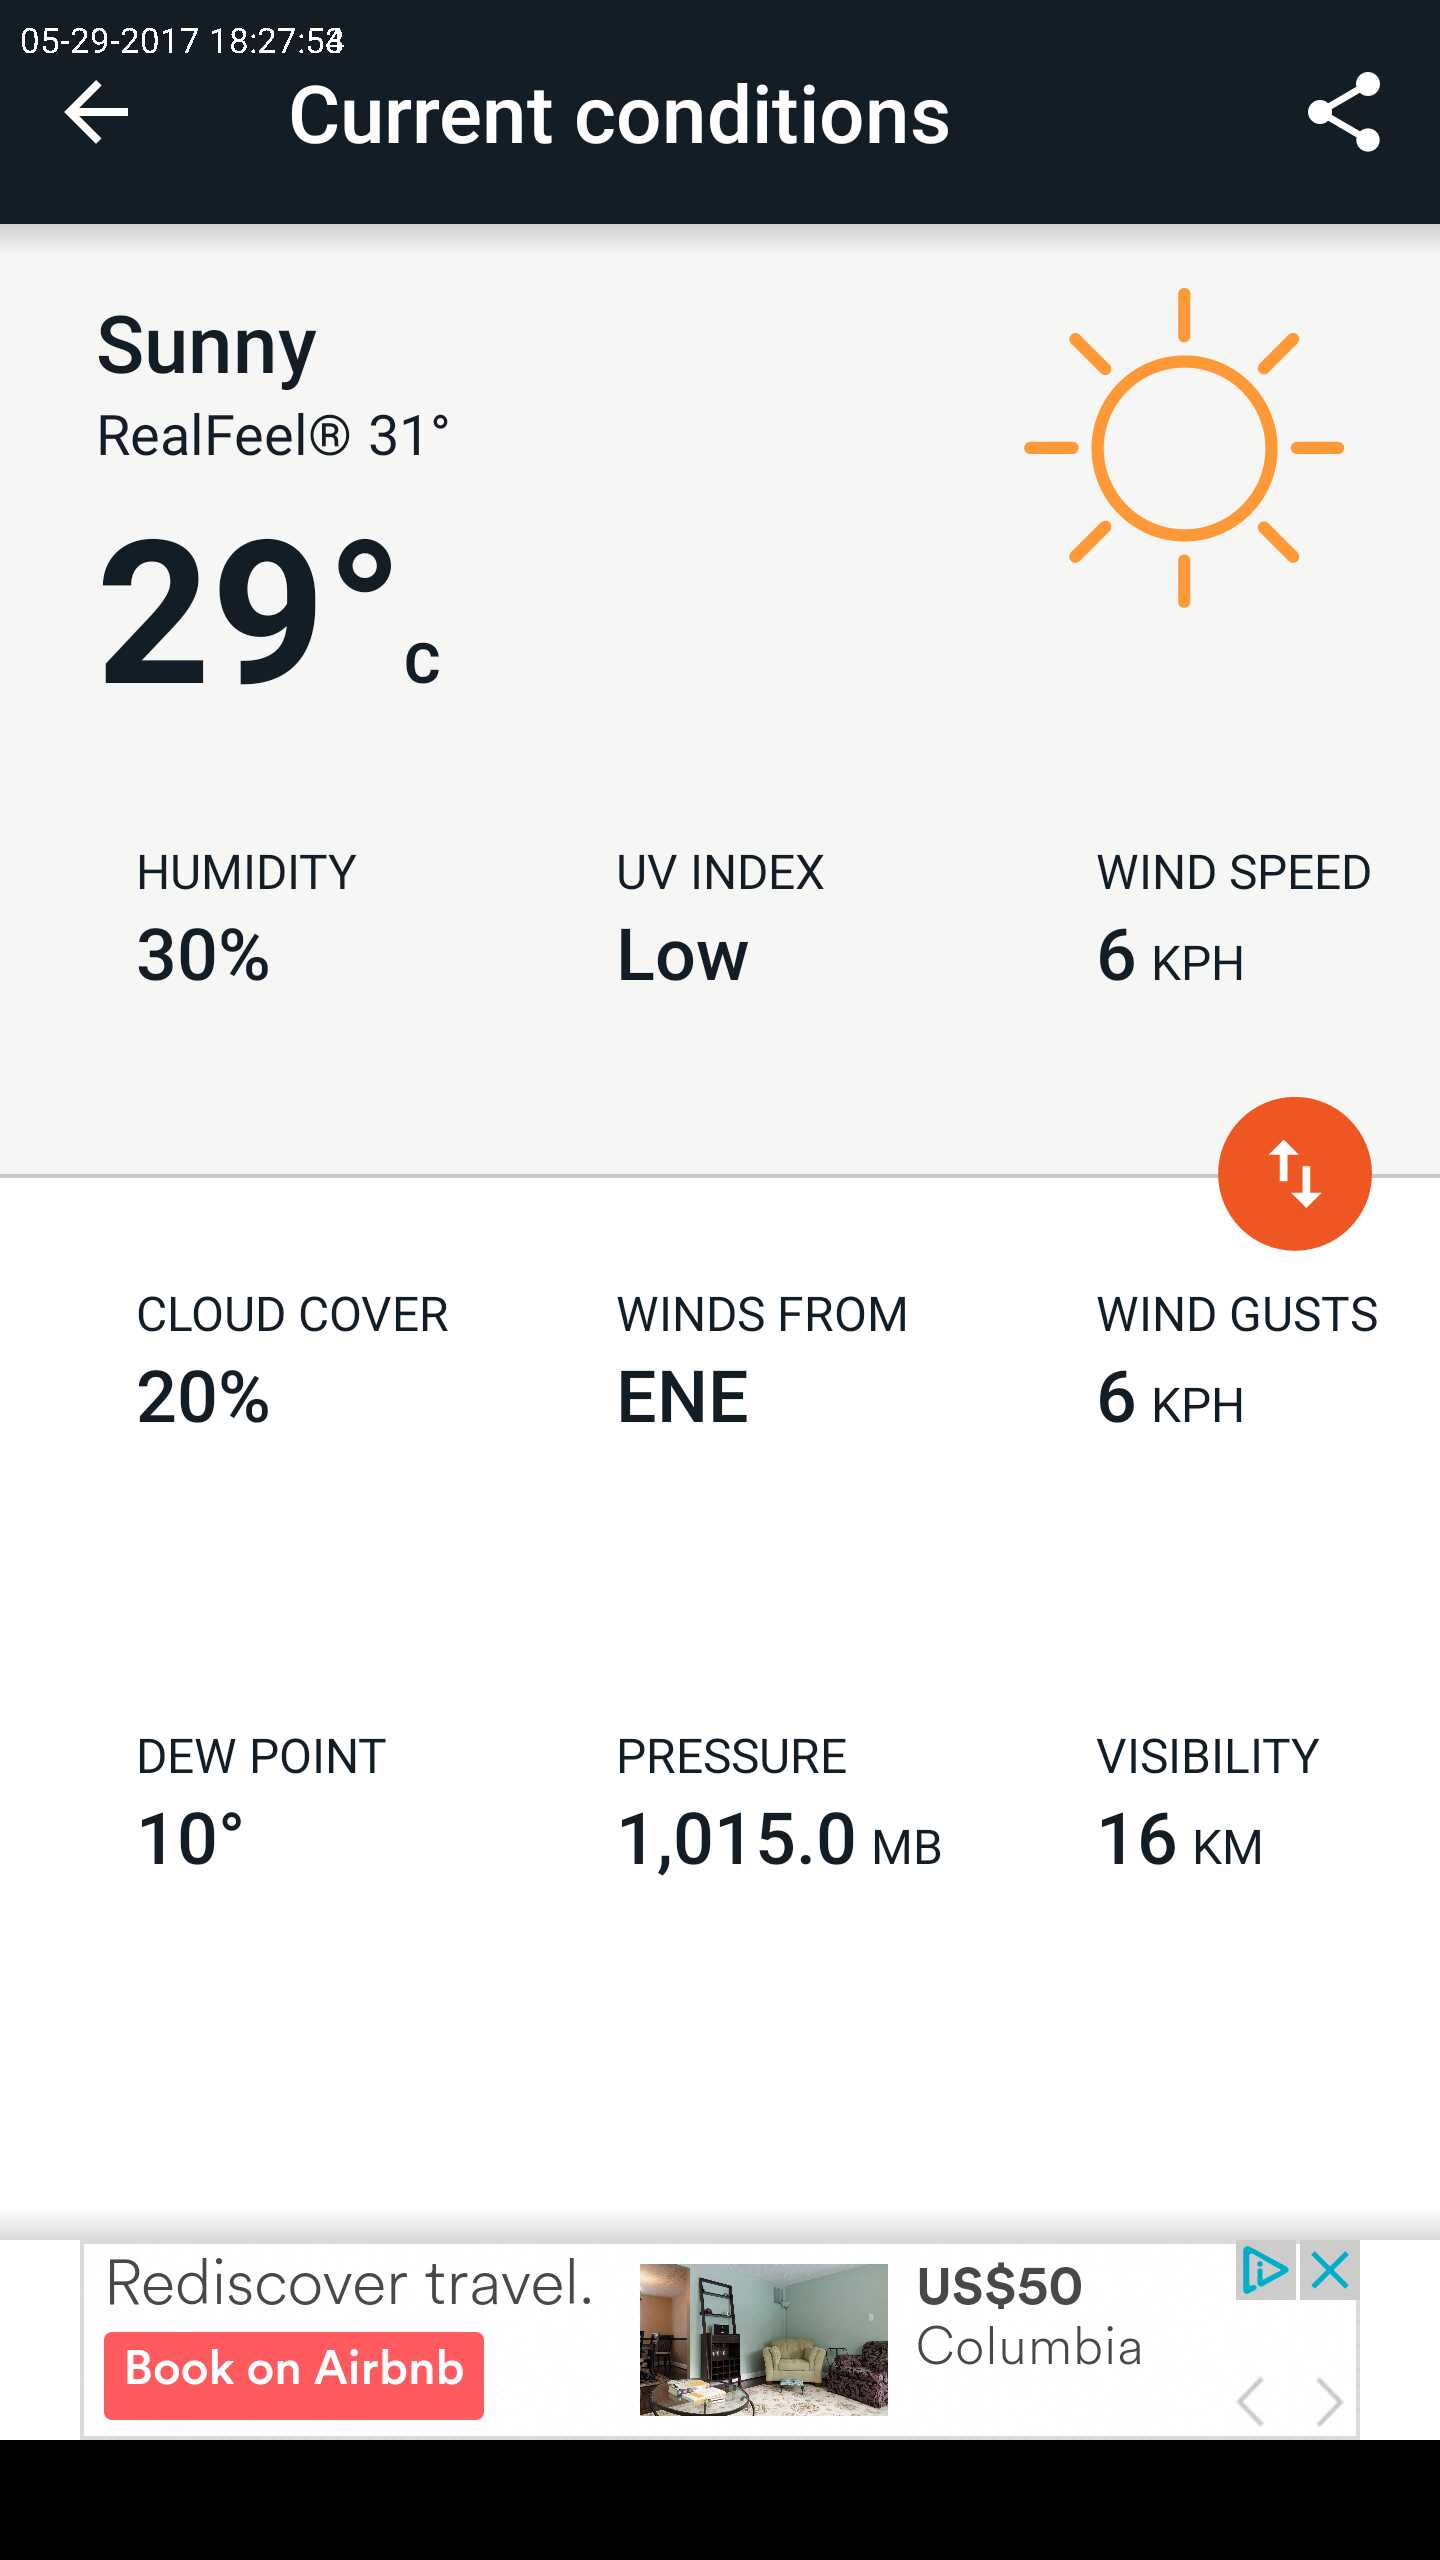 05-29-2017 18:27:5
Current conditions
Sunny
RealFeel® 31°
29° C
HUMIDITY UV INDEX WIND SPEED
30% Low 6 KPH
CLOUD COVER WINDS FROM WIND GUSTS
20% ENE 6 KPH
DEW POINT PRESSURE VISIBILITY
10° 1,015.0 MB 16 KM
Rediscover travel.
Book on Airbnb
US$50
Columbia